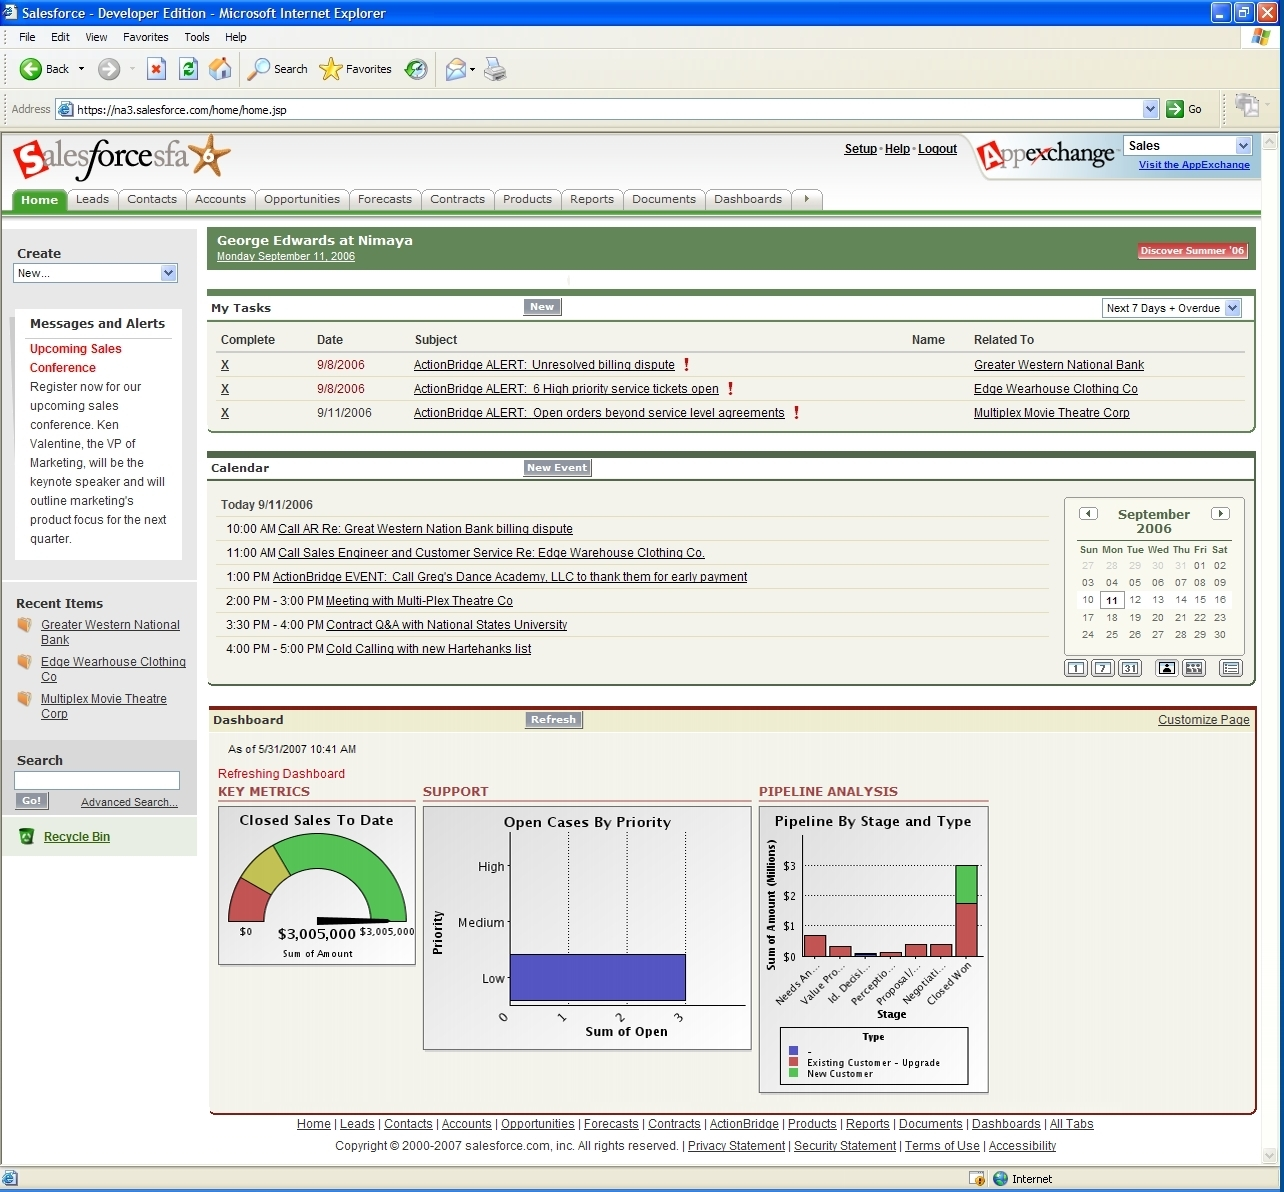 Salesforce - Developer Edition - Microsoft Internet Explorer
File Edit View Favorites Tools Help
Back Search Favorites
Address https://na3.salesforce.com/home/home.jsp Go
Salesforcesfa 6 Setup Help Logout Appexchange Sales
Visit the AppExchange
Home Leads Contacts Accounts Opportunities Forecasts Contracts Products Reports Documents Dashboards
Create
New...
Messages and Alerts
Upcoming Sales
Conference
Register now for our
upcoming sales
conference. Ken
Valentine, the VP of
Marketing, will be the
keynote speaker and will
outline marketing's
product focus for the next
quarter.
Recent Items
Greater Western National
Bank
Edge Wearhouse Clothing
Co
Multiplex Movie Theatre
Corp
Search
Go! Advanced Search...
Recycle Bin
George Edwards at Nimaya
Monday September 11, 2006 Discover Summer '06
My Tasks New Next 7 Days + Overdue
Complete Date Subject Name Related To
X 9/8/2006 ActionBridge ALERT: Unresolved billing dispute ! Greater Western National Bank
X 9/8/2006 ActionBridge ALERT: 6 High priority service tickets open ! Edge Wearhouse Clothing Co
X 9/11/2006 ActionBridge ALERT: Open orders beyond service level agreements ! Multiplex Movie Theatre Corp
Calendar New Event
Today 9/11/2006
10:00 AM Call AR Re: Great Western Nation Bank billing dispute
11:00 AM Call Sales Engineer and Customer Service Re: Edge Warehouse Clothing Co.
1:00 PM ActionBridge EVENT: Call Greg's Dance Academy, LLC to thank them for early payment
2:00 PM - 3:00 PM Meeting with Multi-Plex Theatre Co
3:30 PM - 4:00 PM Contract Q&A with National States University
4:00 PM - 5:00 PM Cold Calling with new Hartehanks list
September
2006
Sun Mon Tue Wed Thu Fri Sat
27 28 29 30 31 01 02
03 04 05 06 07 08 09
10 11 12 13 14 15 16
17 18 19 20 21 22 23
24 25 26 27 28 29 30
1 7 31
Dashboard Refresh Customize Page
As of 5/31/2007 10:41 AM
Refreshing Dashboard
KEY METRICS
Closed Sales To Date
$0 $3,005,000 $3,005,000
Sum of Amount
SUPPORT
Open Cases By Priority
Priority
High
Medium
Low
0 1 2 3
Sum of Open
PIPELINE ANALYSIS
Pipeline By Stage and Type
Sum of Amount (Millions)
$3
$2
$1
$0
Needs An... Value Pro... Id. Decisi... Perceptio... Proposal/... Negotiati... Closed Won
Stage
Type
-
Existing Customer - Upgrade
New Customer
Home | Leads | Contacts | Accounts | Opportunities | Forecasts | Contracts | ActionBridge | Products | Reports | Documents | Dashboards | All Tabs
Copyright © 2000-2007 salesforce.com, inc. All rights reserved. | Privacy Statement | Security Statement | Terms of Use | Accessibility
Internet